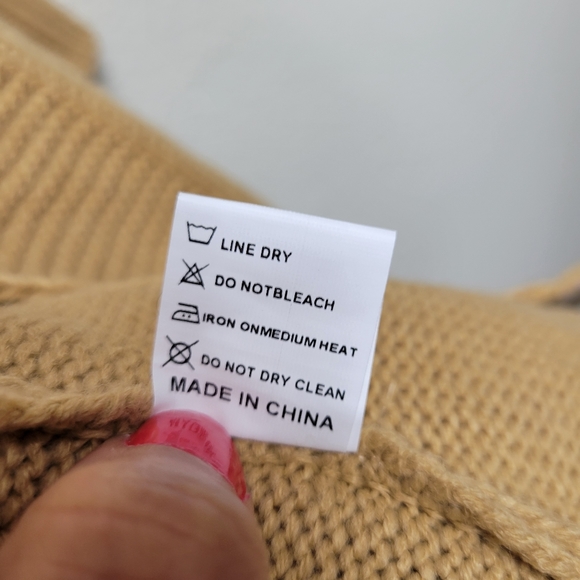 LINE DRY
DO NOTBLEACH
IRON ONMEDIUM HEAT
DO NOT DRY CLEAN
MADE IN CHINA